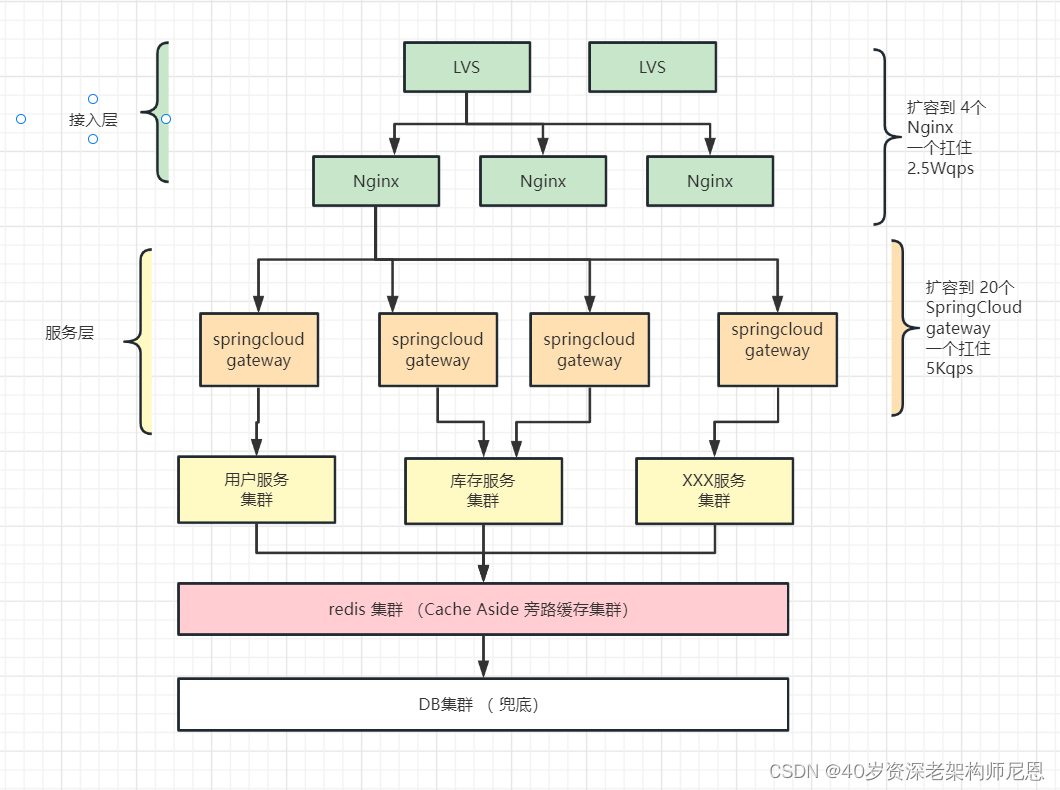 LVS
LVS
接入层
扩容到 4个
Nginx
一个扛住
2.5Wqps
Nginx
Nginx
Nginx
扩容到 20个
SpringCloud
gateway
一个扛住
5Kqps
服务层
springcloud
gateway
springcloud
gateway
springcloud
gateway
springcloud
gateway
用户服务
集群
库存服务
集群
XXX服务
集群
redis 集群 （Cache Aside 旁路缓存集群）
DB集群 （ 兜底）
CSDN @40岁资深老架构师尼恩